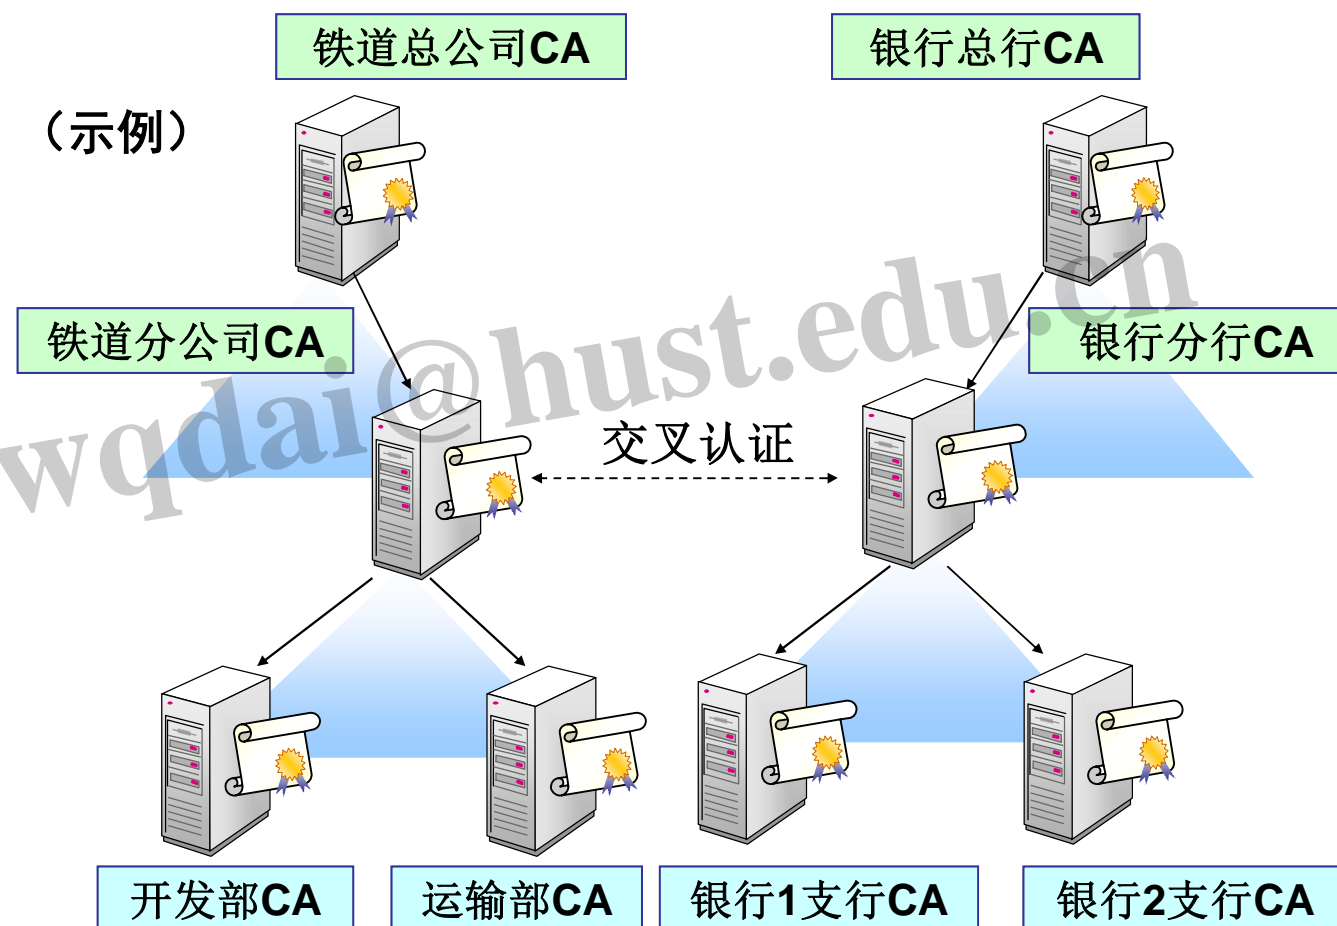 铁道总公司CA
银行总行CA
（示例）
铁道分公司CA
银行分行CA
交叉认证
wqdai@hust.edu.cn
开发部CA
运输部CA
银行1支行CA
银行2支行CA